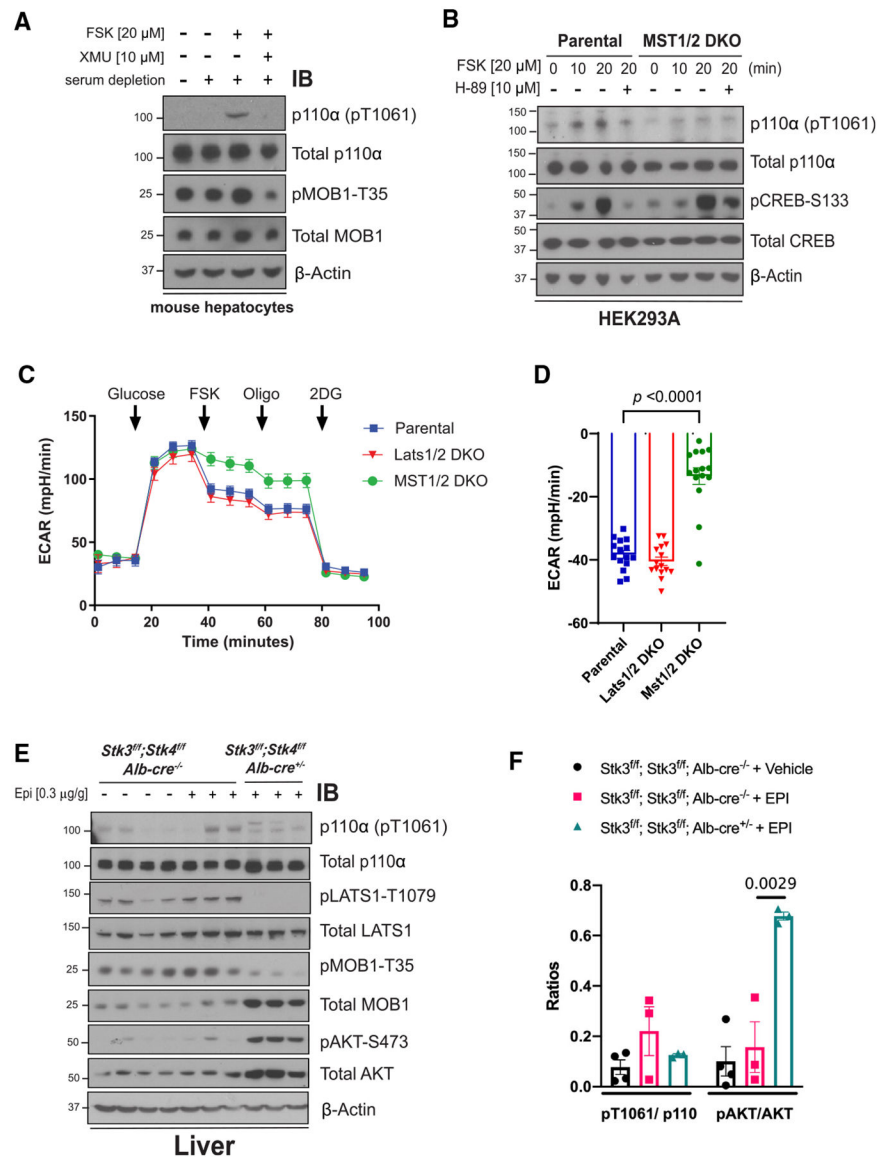 A
FSK [20 µM] - - + +
XMU [10 µM] - - - +
serum depletion - + + + IB
100 p110α (pT1061)
100 Total p110α
25 pMOB1-T35
25 Total MOB1
37 β-Actin
mouse hepatocytes
B
Parental MST1/2 DKO
FSK [20 µM] 0 10 20 20 0 10 20 20 (min)
H-89 [10 µM] - - - + - - - +
150
100 p110α (pT1061)
150
100 Total p110α
50
37 pCREB-S133
50
37 Total CREB
37 β-Actin
HEK293A
C
Glucose FSK Oligo 2DG
150
100
50
0
ECAR (mpH/min)
0 20 40 60 80 100
Time (minutes)
Parental
Lats1/2 DKO
MST1/2 DKO
D
p <0.0001
0
-20
-40
-60
ECAR (mpH/min)
Parental
Lats1/2 DKO
Mst1/2 DKO
E
Stk3f/f;Stk4f/f Stk3f/f;Stk4f/f
Alb-cre-/- Alb-cre+/-
Epi [0.3 µg/g] - - - - + + + + + + IB
100 p110α (pT1061)
100 Total p110α
150 pLATS1-T1079
150 Total LATS1
25 pMOB1-T35
25 Total MOB1
50 pAKT-S473
50 Total AKT
37 β-Actin
Liver
F
Stk3f/f; Stk3f/f; Alb-cre-/- + Vehicle
Stk3f/f; Stk3f/f; Alb-cre-/- + EPI
Stk3f/f; Stk3f/f; Alb-cre+/- + EPI
0.0029
0.8
0.6
0.4
0.2
0.0
Ratios
pT1061/ p110 pAKT/AKT